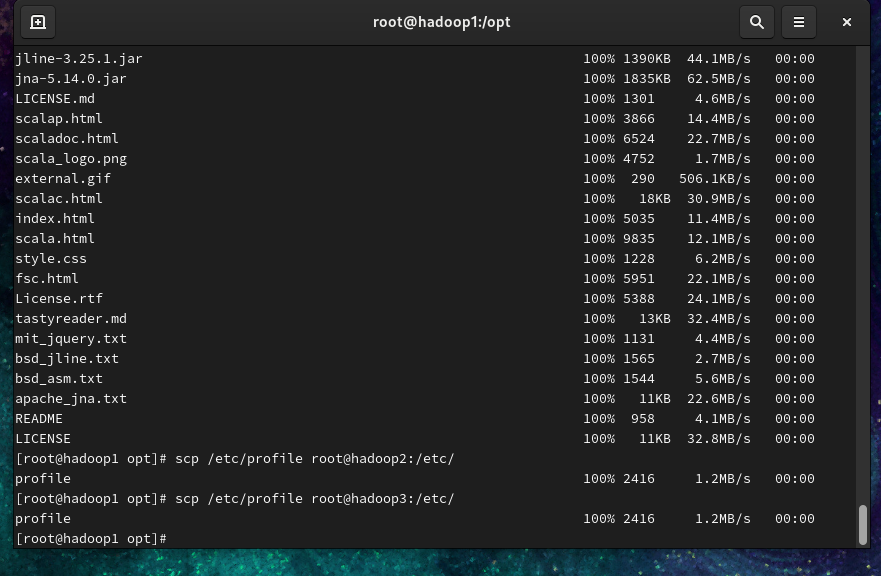 root@hadoop1:/opt
jline-3.25.1.jar 100% 1390KB 44.1MB/s 00:00
jna-5.14.0.jar 100% 1835KB 62.5MB/s 00:00
LICENSE.md 100% 1301 4.6MB/s 00:00
scalap.html 100% 3866 14.4MB/s 00:00
scaladoc.html 100% 6524 22.7MB/s 00:00
scala_logo.png 100% 4752 1.7MB/s 00:00
external.gif 100% 290 506.1KB/s 00:00
scalac.html 100% 18KB 30.9MB/s 00:00
index.html 100% 5035 11.4MB/s 00:00
scala.html 100% 9835 12.1MB/s 00:00
style.css 100% 1228 6.2MB/s 00:00
fsc.html 100% 5951 22.1MB/s 00:00
License.rtf 100% 5388 24.1MB/s 00:00
tastyreader.md 100% 13KB 32.4MB/s 00:00
mit_jquery.txt 100% 1131 4.4MB/s 00:00
bsd_jline.txt 100% 1565 2.7MB/s 00:00
bsd_asm.txt 100% 1544 5.6MB/s 00:00
apache_jna.txt 100% 11KB 22.6MB/s 00:00
README 100% 958 4.1MB/s 00:00
LICENSE 100% 11KB 32.8MB/s 00:00
[root@hadoop1 opt]# scp /etc/profile root@hadoop2:/etc/
profile 100% 2416 1.2MB/s 00:00
[root@hadoop1 opt]# scp /etc/profile root@hadoop3:/etc/
profile 100% 2416 1.2MB/s 00:00
[root@hadoop1 opt]#